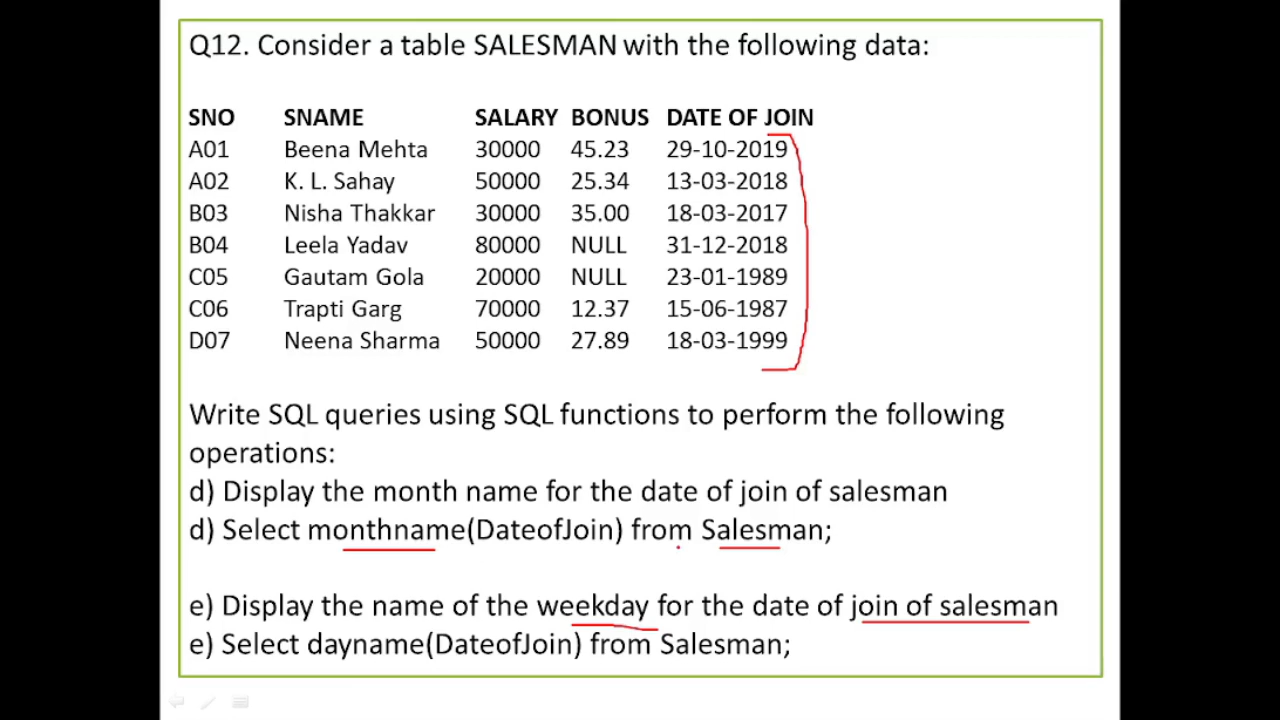 Q12. Consider a table SALESMAN with the following data:
SNO SNAME SALARY BONUS DATE OF JOIN
A01 Beena Mehta 30000 45.23 29-10-2019
A02 K. L. Sahay 50000 25.34 13-03-2018
B03 Nisha Thakkar 30000 35.00 18-03-2017
B04 Leela Yadav 80000 NULL 31-12-2018
C05 Gautam Gola 20000 NULL 23-01-1989
C06 Trapti Garg 70000 12.37 15-06-1987
D07 Neena Sharma 50000 27.89 18-03-1999
Write SQL queries using SQL functions to perform the following
operations:
d) Display the month name for the date of join of salesman
d) Select monthname(DateofJoin) from Salesman;
e) Display the name of the weekday for the date of join of salesman
e) Select dayname(DateofJoin) from Salesman;